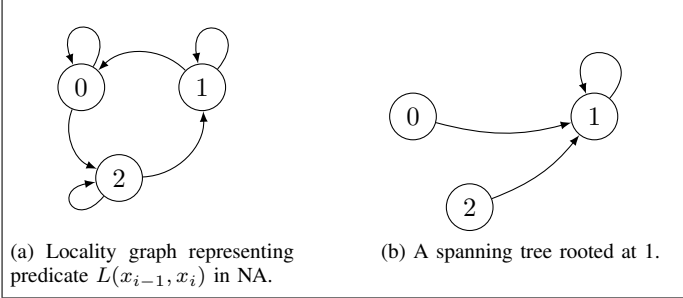 0
1
2
0
1
2
(a) Locality graph representing
predicate L(x_{i−1}, x_i) in NA.
(b) A spanning tree rooted at 1.